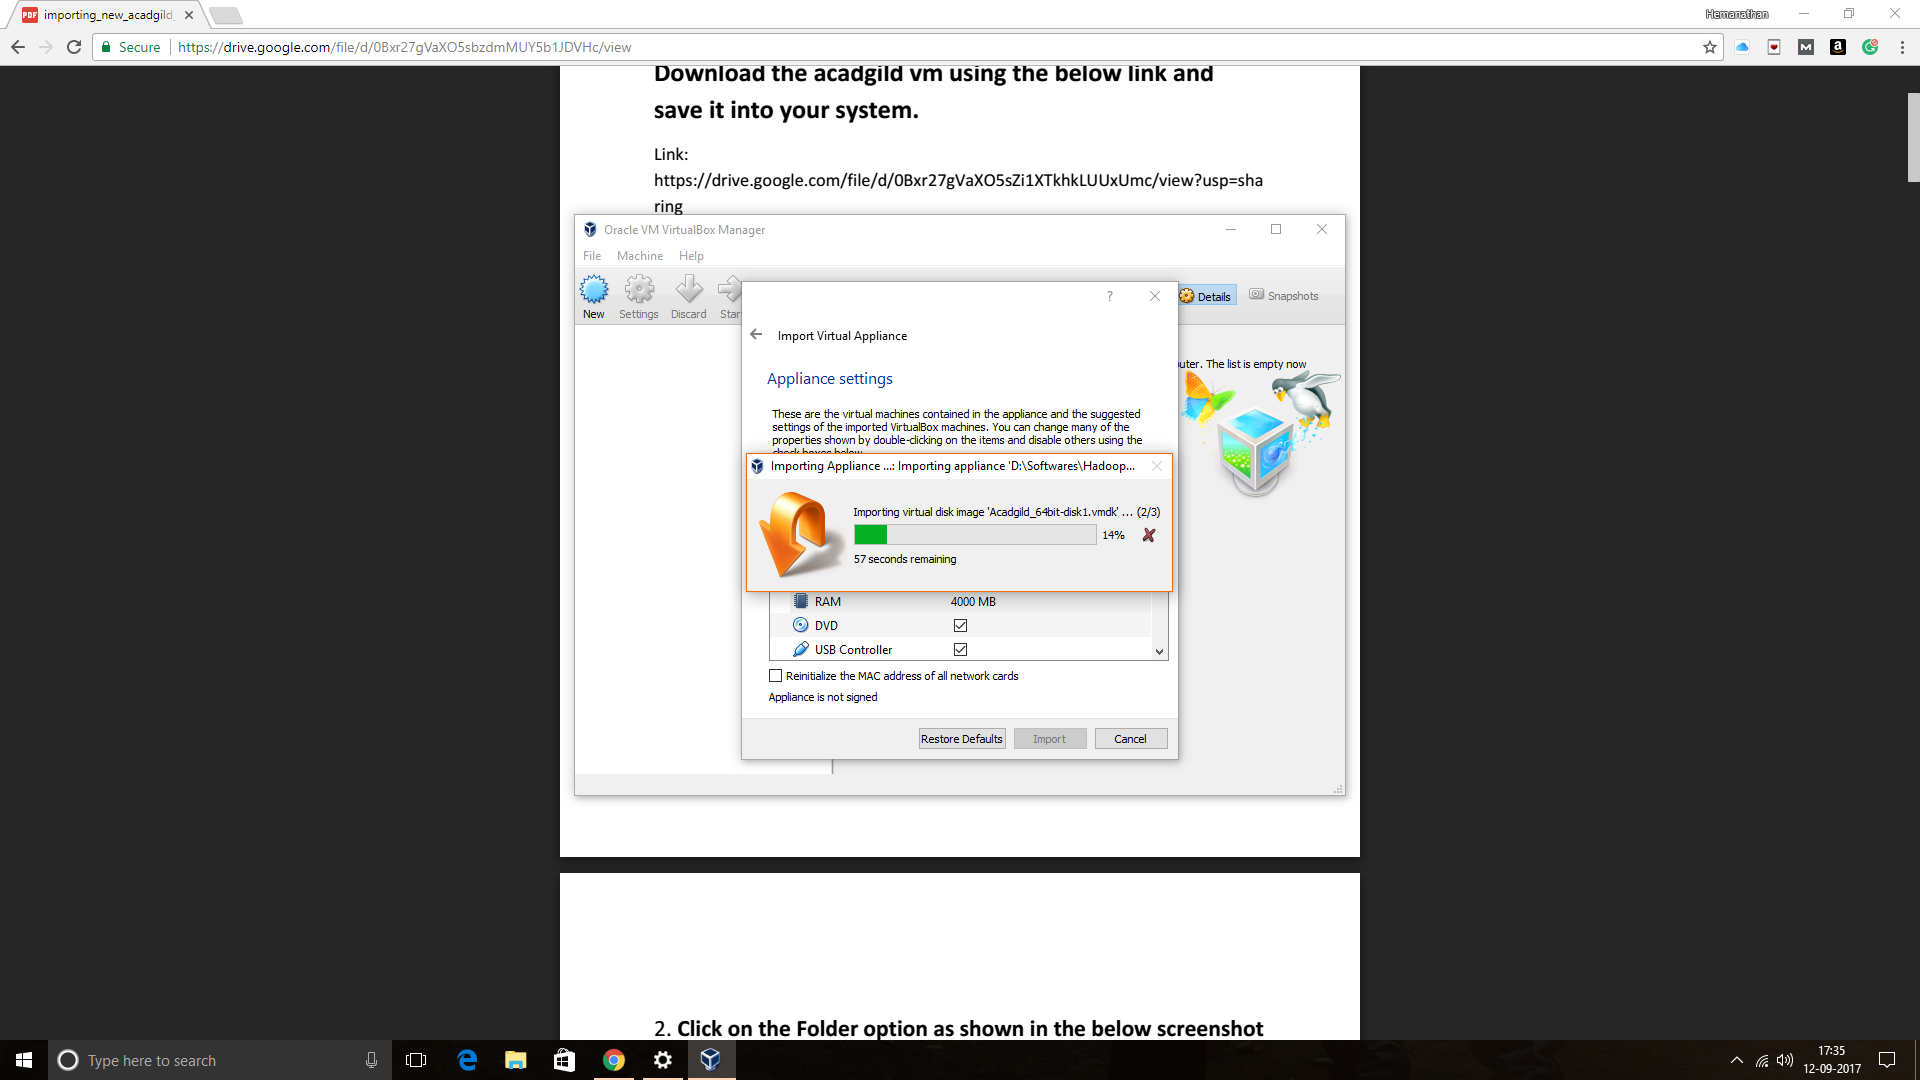 PDF importing_new_acadgild_
Hemanathan
Secure https://drive.google.com/file/d/0Bxr27gVaXO5sbzdmMUY5b1JDVHc/view
Download the acadgild vm using the below link and
save it into your system.
Link:
https://drive.google.com/file/d/0Bxr27gVaXO5sZi1XTkhkLUUxUmc/view?usp=sha
ring
Oracle VM VirtualBox Manager
File Machine Help
New Settings Discard Star
Details Snapshots
?
Import Virtual Appliance
uter. The list is empty now
Appliance settings
These are the virtual machines contained in the appliance and the suggested
settings of the imported VirtualBox machines. You can change many of the
properties shown by double-clicking on the items and disable others using the
check boxes below.
Importing Appliance ...: Importing appliance 'D:\Softwares\Hadoop...
Importing virtual disk image 'Acadgild_64bit-disk1.vmdk' ... (2/3)
14%
57 seconds remaining
RAM 4000 MB
DVD
USB Controller
Reinitialize the MAC address of all network cards
Appliance is not signed
Restore Defaults Import Cancel
2. Click on the Folder option as shown in the below screenshot
Type here to search
17:35
12-09-2017